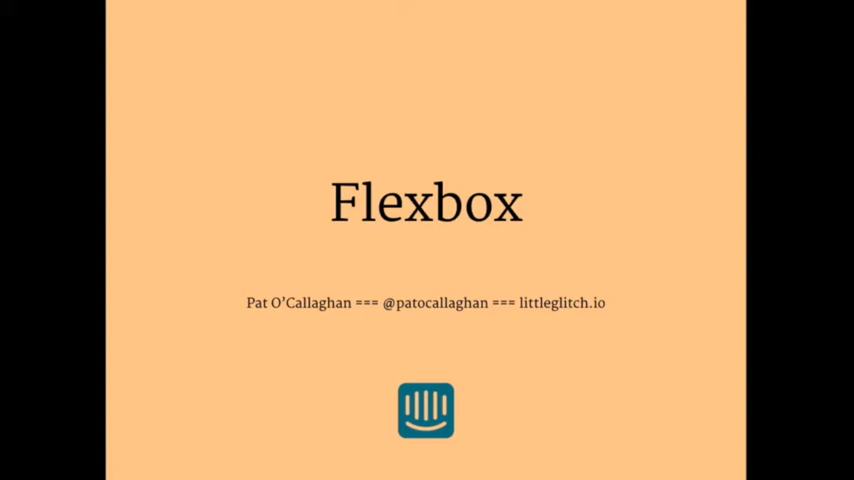 Flexbox
Pat O’Callaghan === @patocallaghan === littleglitch.io